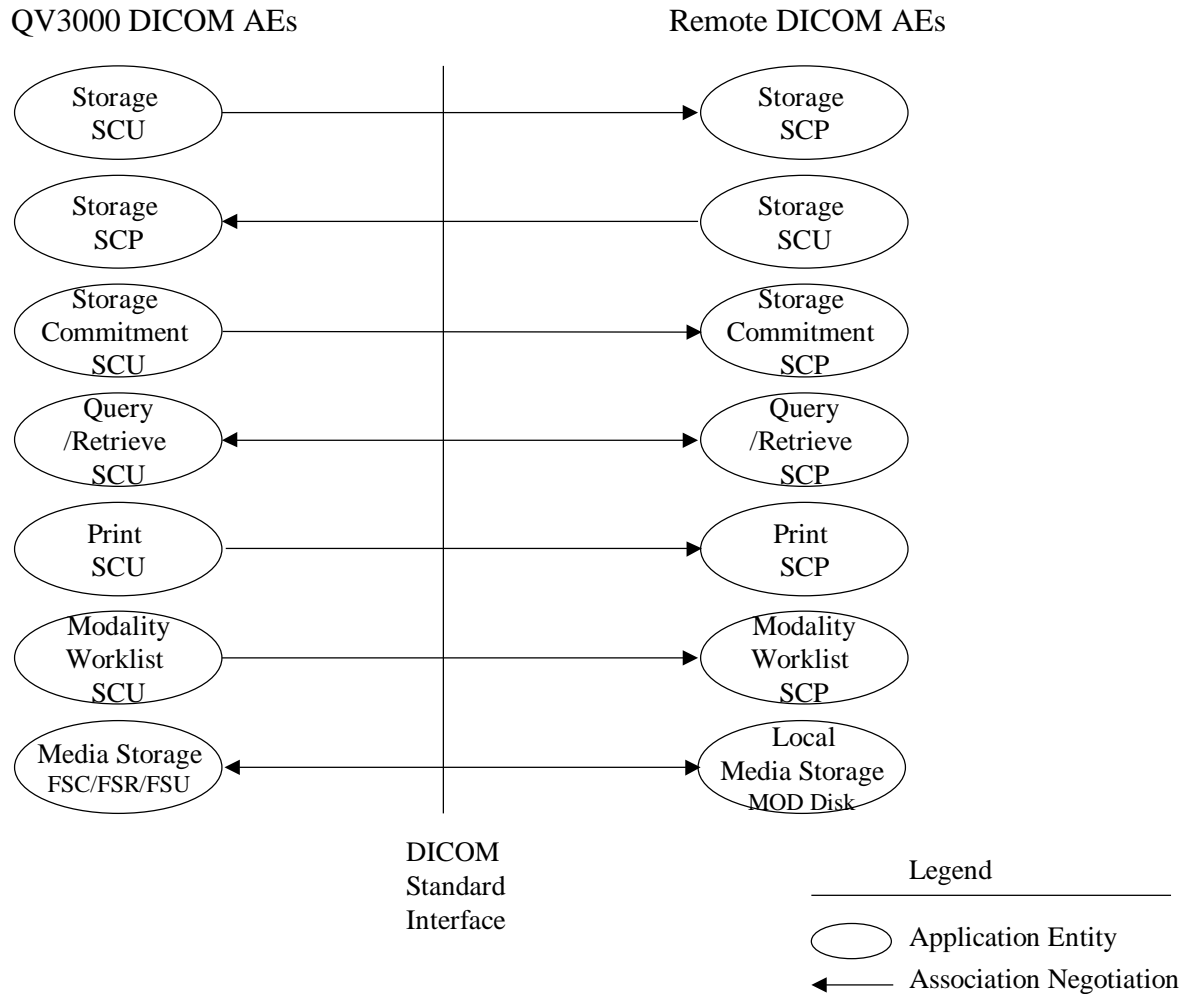 QV3000 DICOM AEs
Remote DICOM AEs
Storage
SCU
Storage
SCP
Storage
SCP
Storage
SCU
Storage
Commitment
SCU
Storage
Commitment
SCP
Query
/Retrieve
SCU
Query
/Retrieve
SCP
Print
SCU
Print
SCP
Modality
Worklist
SCU
Modality
Worklist
SCP
Media Storage
FSC/FSR/FSU
Local
Media Storage
MOD Disk
DICOM
Standard
Interface
Legend
Application Entity
Association Negotiation